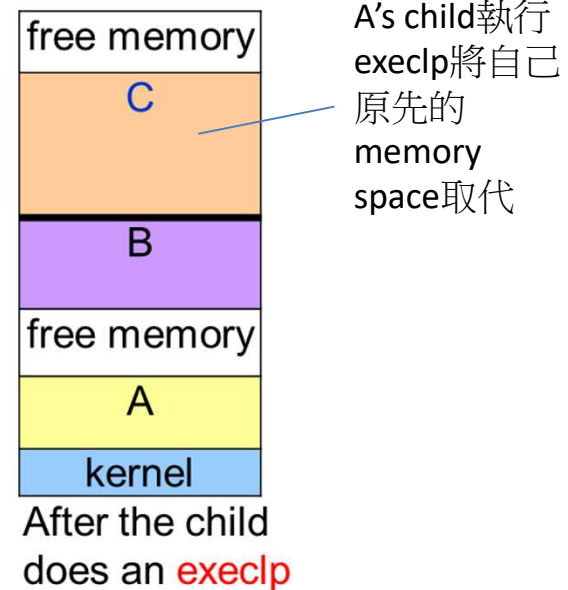 free memory
C
B
free memory
A
kernel
After the child
does an execlp
A's child執行
execlp將自己
原先的
memory
space取代